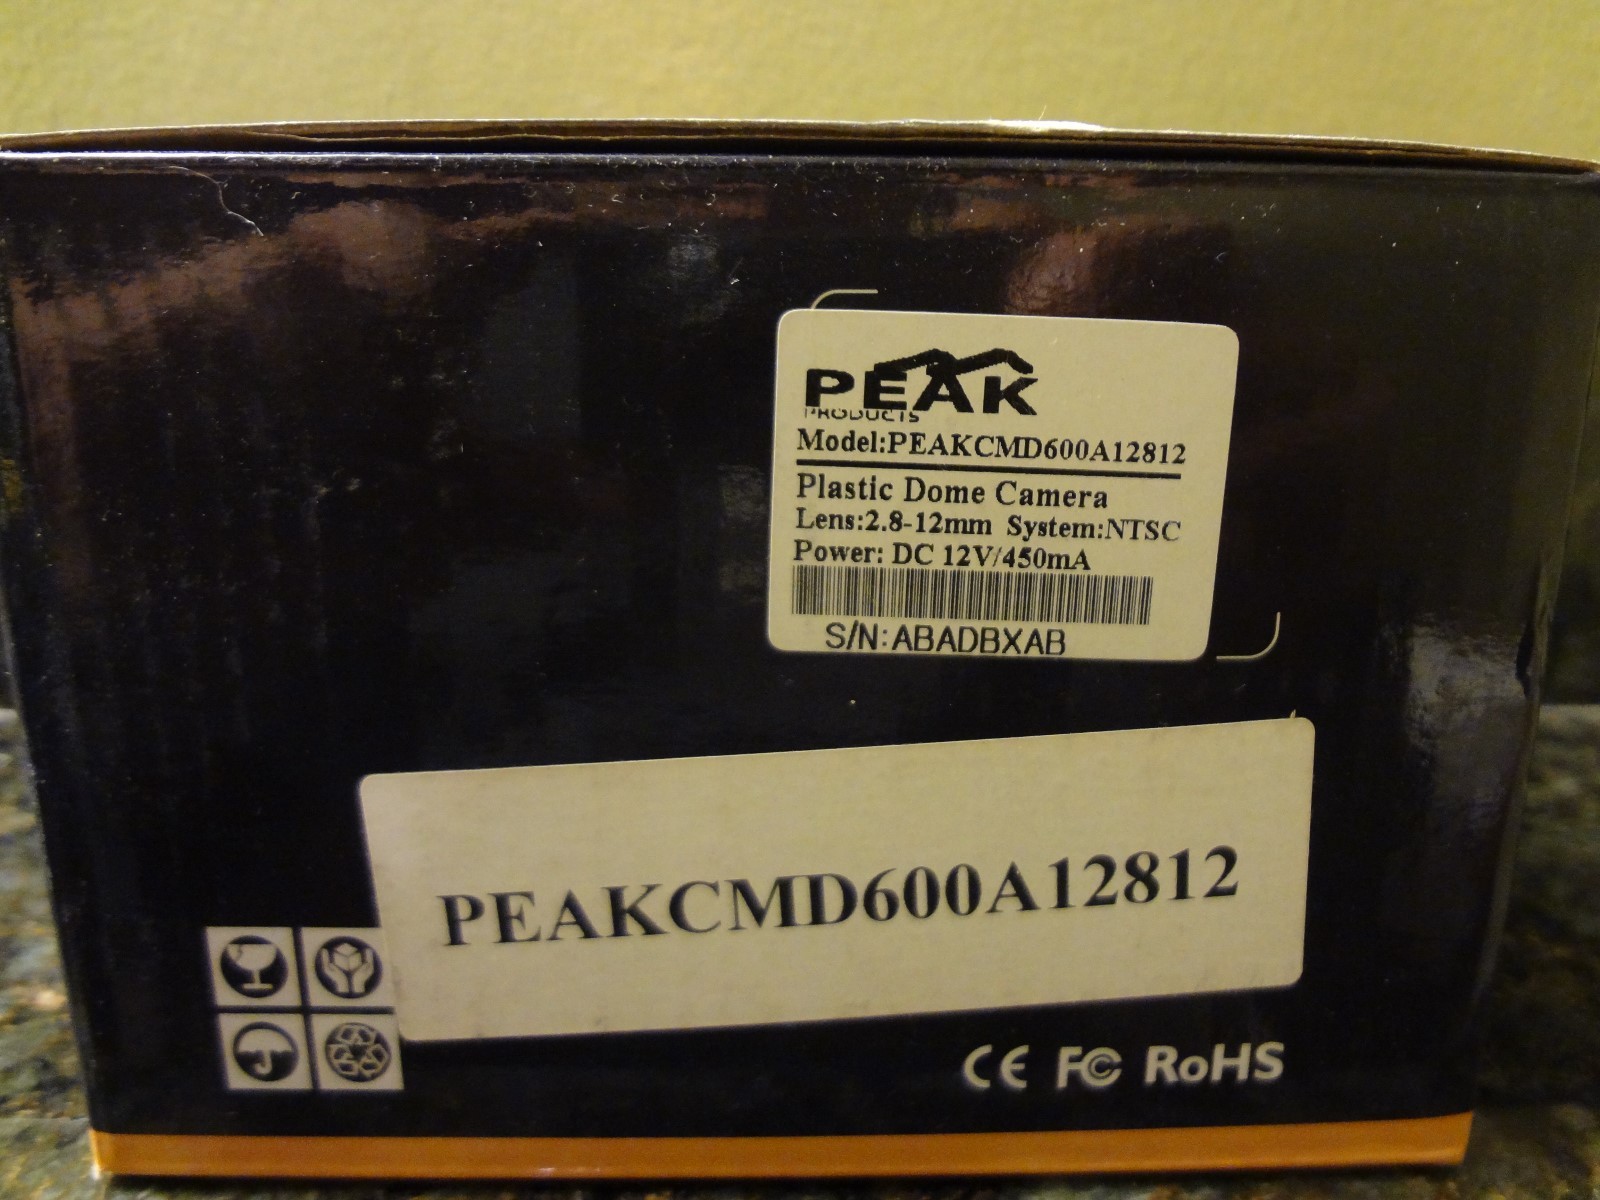 PEAK
PRODUCTS
Model:PEAKCMD600A12812
Plastic Dome Camera
Lens:2.8-12mm System:NTSC
Power: DC 12V/450mA
S/N:ABADBXAB
PEAKCMD600A12812
CE FC RoHS